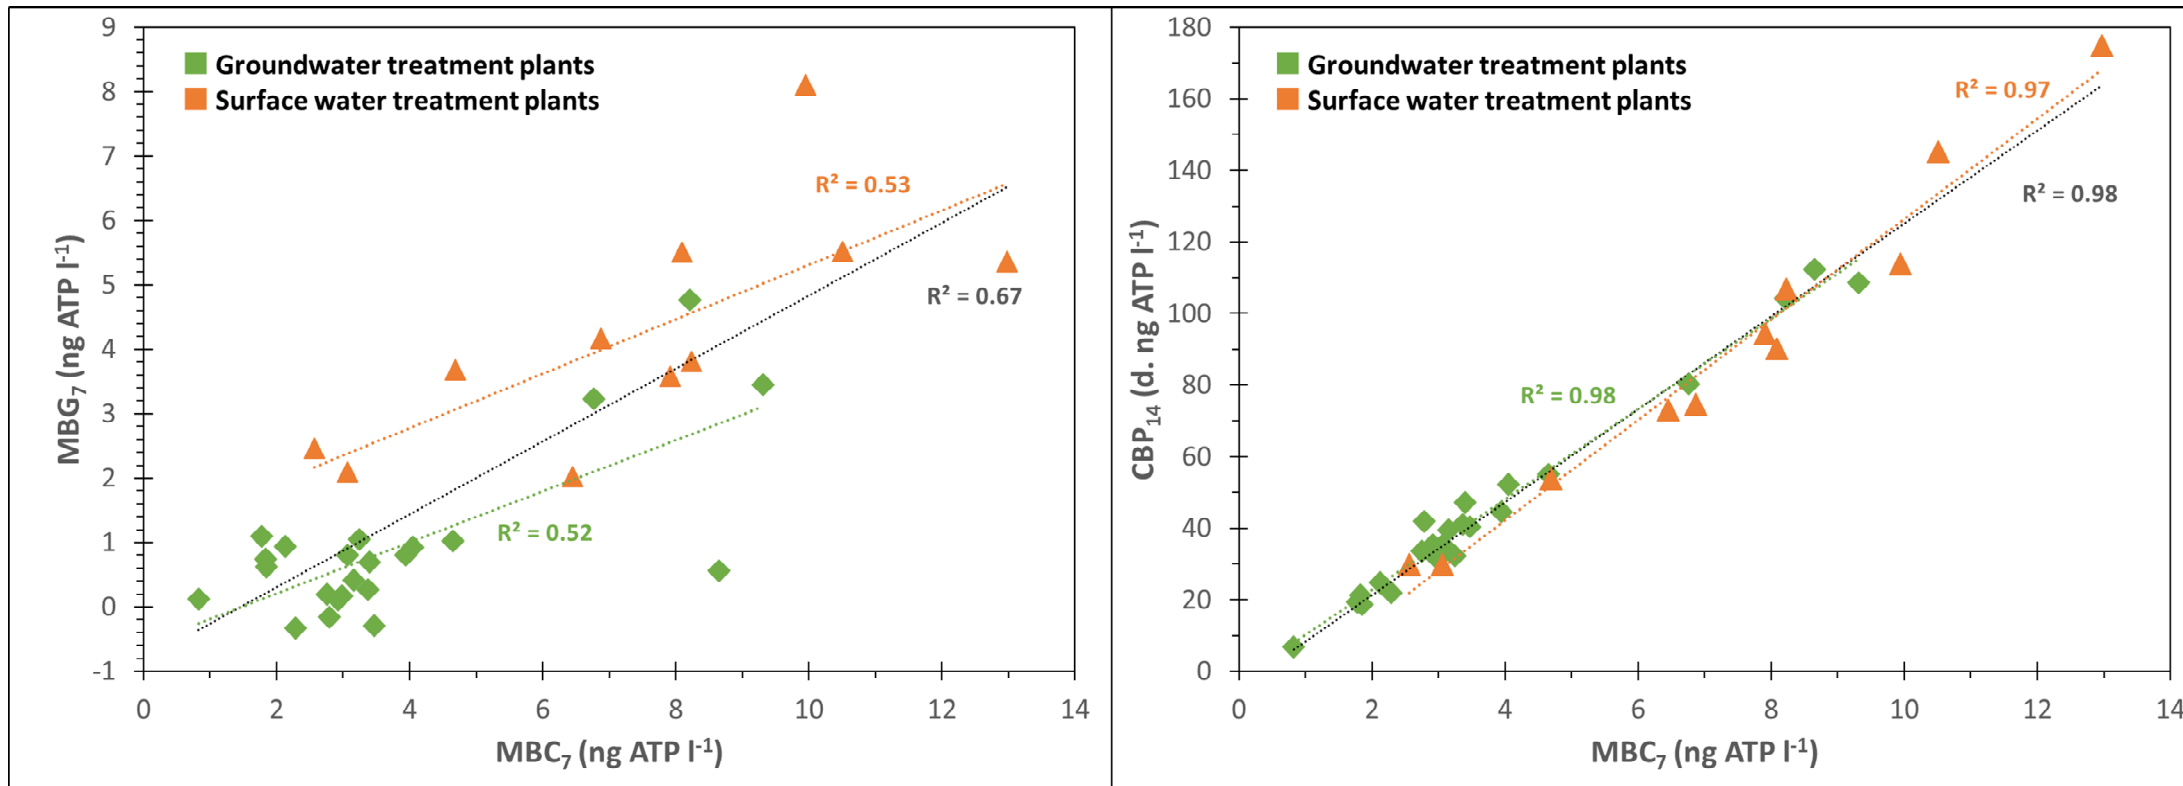 9
8
7
6
5
4
3
2
1
0
-1
MBG₇ (ng ATP l⁻¹)
Groundwater treatment plants
Surface water treatment plants
R² = 0.53
R² = 0.67
R² = 0.52
0 2 4 6 8 10 12 14
MBC₇ (ng ATP l⁻¹)
180
160
140
120
100
80
60
40
20
0
CBP₁₄ (d. ng ATP l⁻¹)
Groundwater treatment plants
Surface water treatment plants
R² = 0.97
R² = 0.98
R² = 0.98
0 2 4 6 8 10 12 14
MBC₇ (ng ATP l⁻¹)